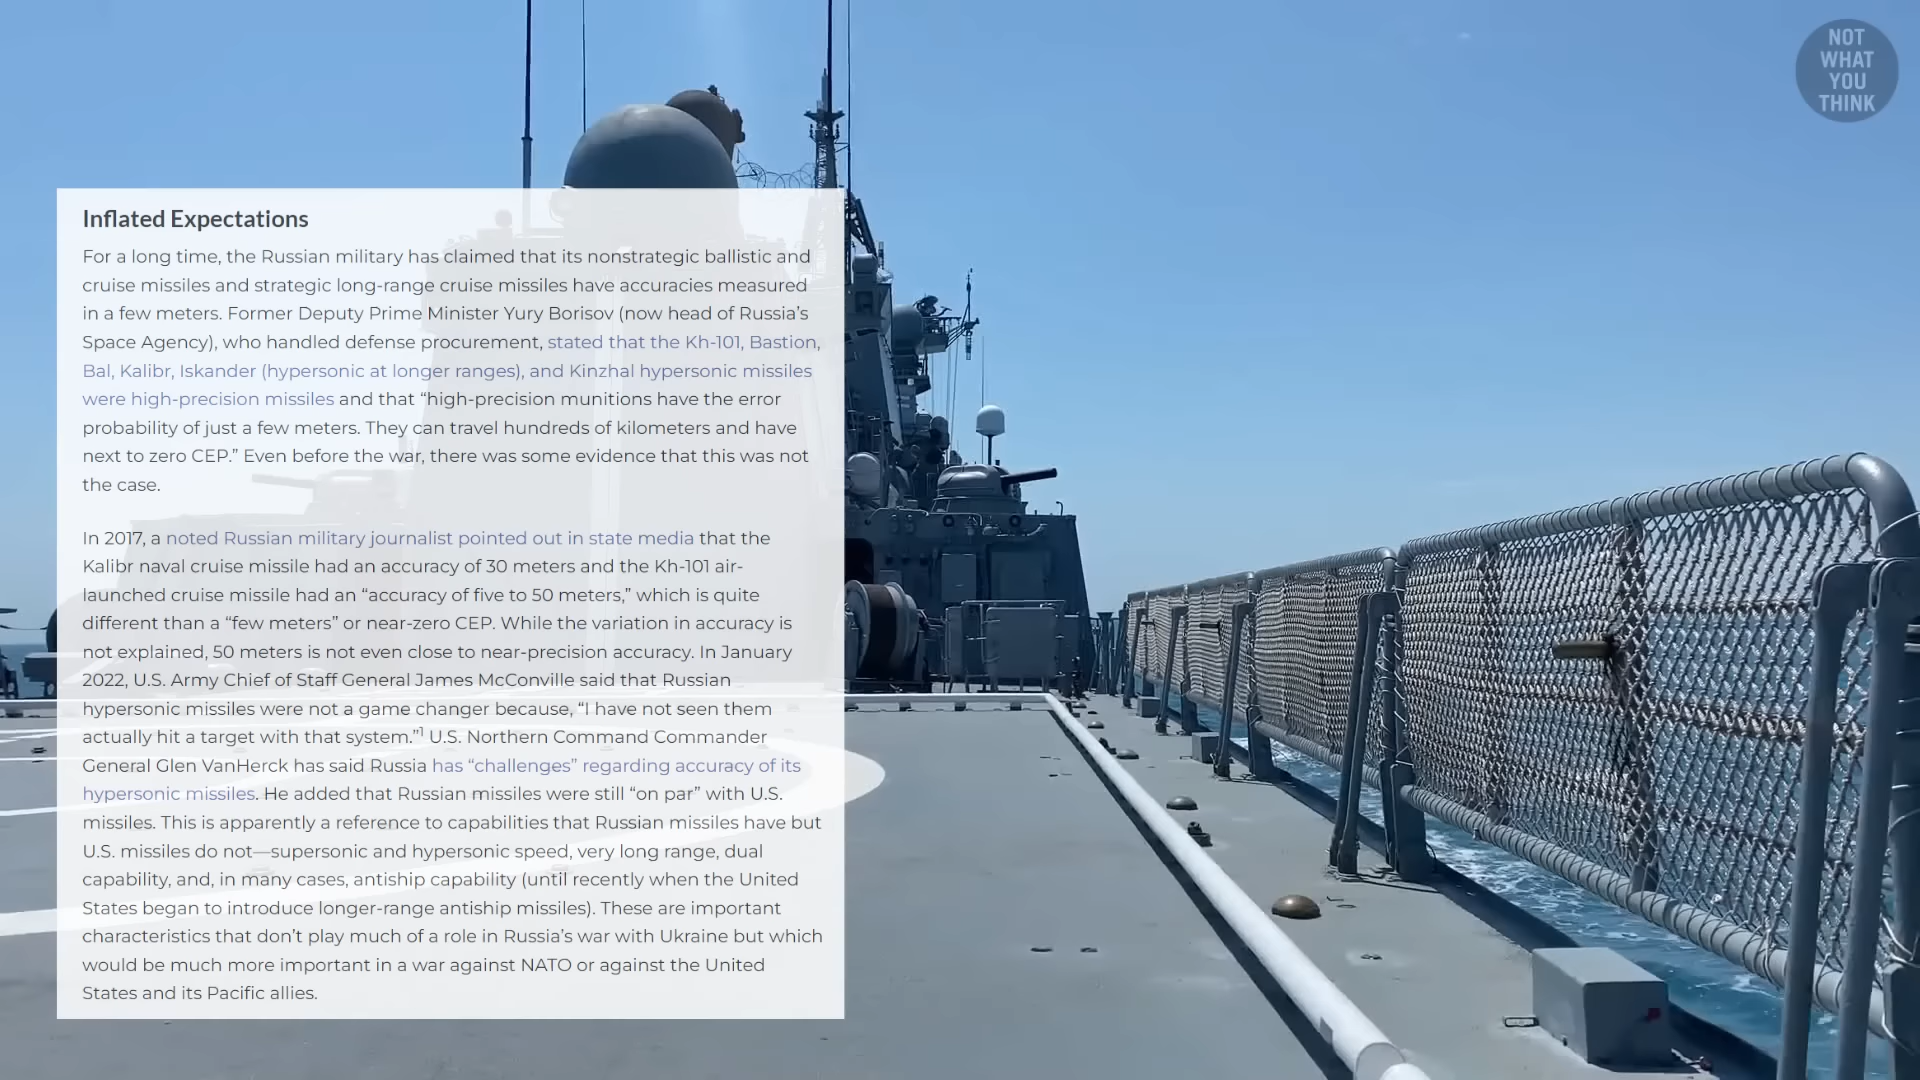 NOT
WHAT
YOU
THINK
Inflated Expectations
For a long time, the Russian military has claimed that its nonstrategic ballistic and
cruise missiles and strategic long-range cruise missiles have accuracies measured
in a few meters. Former Deputy Prime Minister Yury Borisov (now head of Russia’s
Space Agency), who handled defense procurement, stated that the Kh-101, Bastion,
Bal, Kalibr, Iskander (hypersonic at longer ranges), and Kinzhal hypersonic missiles
were high-precision missiles and that “high-precision munitions have the error
probability of just a few meters. They can travel hundreds of kilometers and have
next to zero CEP.” Even before the war, there was some evidence that this was not
the case.
In 2017, a noted Russian military journalist pointed out in state media that the
Kalibr naval cruise missile had an accuracy of 30 meters and the Kh-101 air-
launched cruise missile had an “accuracy of five to 50 meters,” which is quite
different than a “few meters” or near-zero CEP. While the variation in accuracy is
not explained, 50 meters is not even close to near-precision accuracy. In January
2022, U.S. Army Chief of Staff General James McConville said that Russian
hypersonic missiles were not a game changer because, “I have not seen them
actually hit a target with that system.”¹ U.S. Northern Command Commander
General Glen VanHerck has said Russia has “challenges” regarding accuracy of its
hypersonic missiles. He added that Russian missiles were still “on par” with U.S.
missiles. This is apparently a reference to capabilities that Russian missiles have but
U.S. missiles do not—supersonic and hypersonic speed, very long range, dual
capability, and, in many cases, antiship capability (until recently when the United
States began to introduce longer-range antiship missiles). These are important
characteristics that don’t play much of a role in Russia’s war with Ukraine but which
would be much more important in a war against NATO or against the United
States and its Pacific allies.